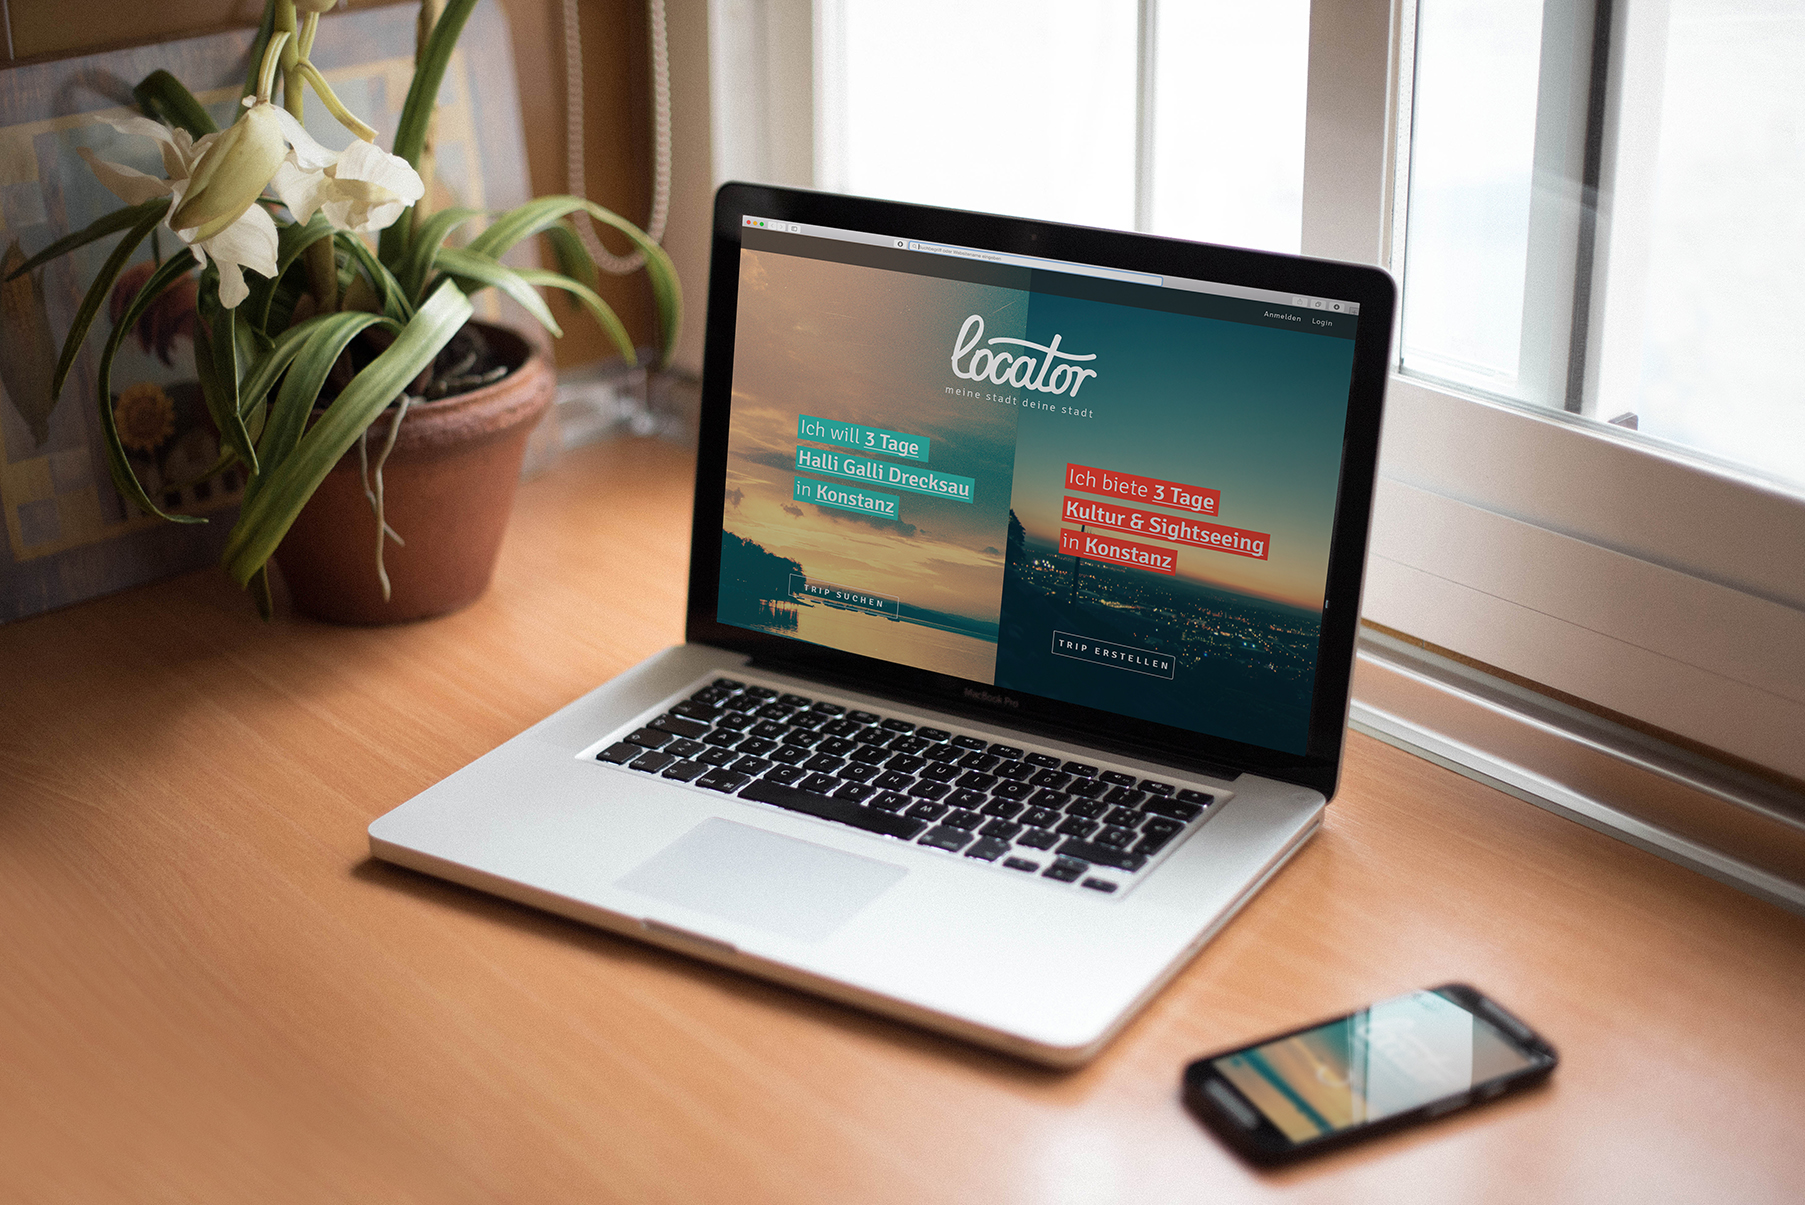 Anmelden Login
locator
meine stadt deine stadt
Ich will 3 Tage
Halli Galli Drecksau
in Konstanz
TRIP SUCHEN
Ich biete 3 Tage
Kultur & Sightseeing
in Konstanz
TRIP ERSTELLEN
MacBook Pro